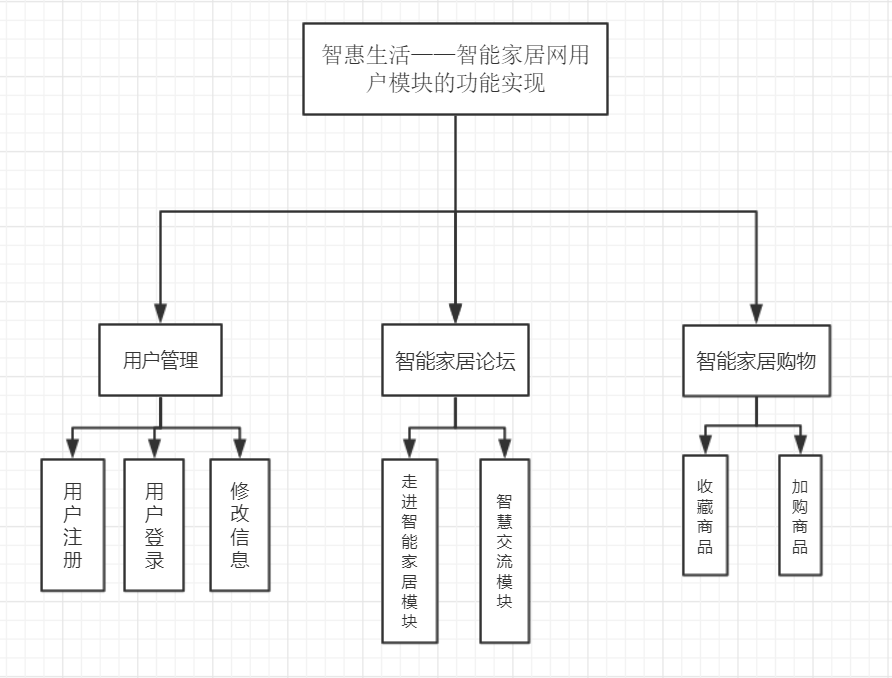 智惠生活——智能家居网用
户模块的功能实现
用户管理
智能家居论坛
智能家居购物
用户注册
用户登录
修改信息
走进智能家居模块
智慧交流模块
收藏商品
加购商品